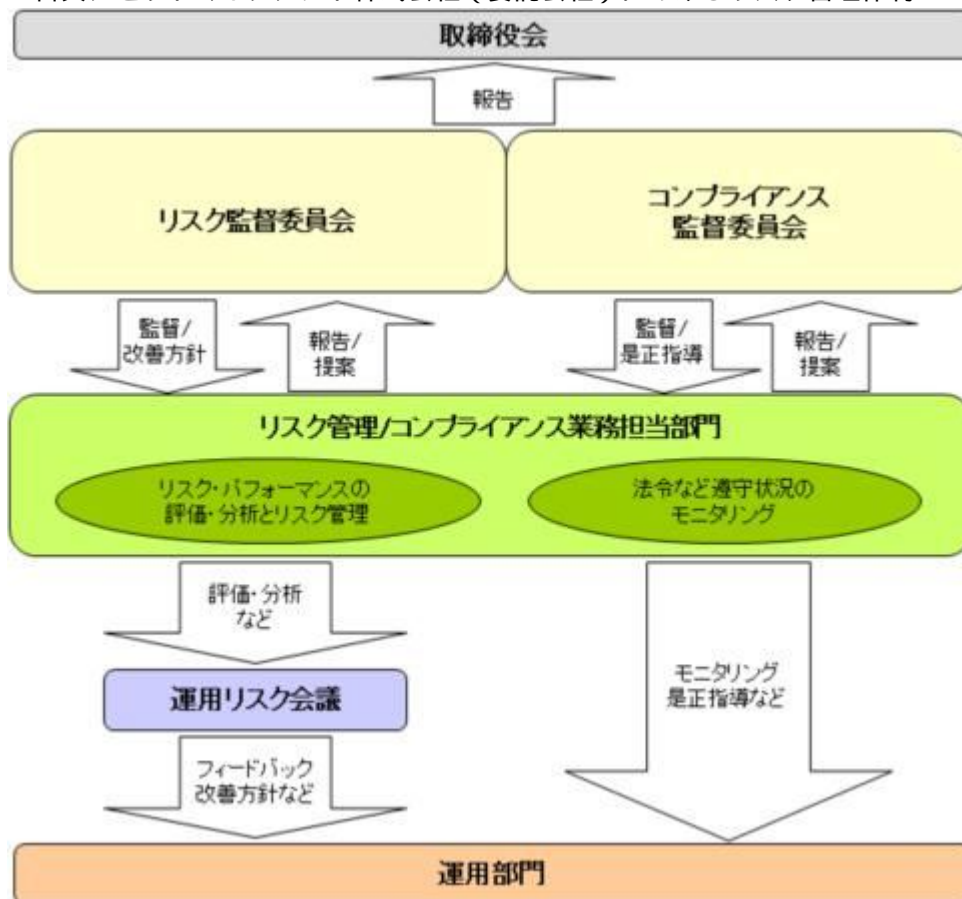 取締役会
報告
リスク監督委員会
コンプライアンス
監督委員会
監督/
改善方針
報告/
提案
監督/
是正指導
報告/
提案
リスク管理/コンプライアンス業務担当部門
リスク・パフォーマンスの
評価・分析とリスク管理
法令など遵守状況の
モニタリング
評価・分析
など
運用リスク会議
モニタリング
是正指導など
フィードバック
改善方針など
運用部門